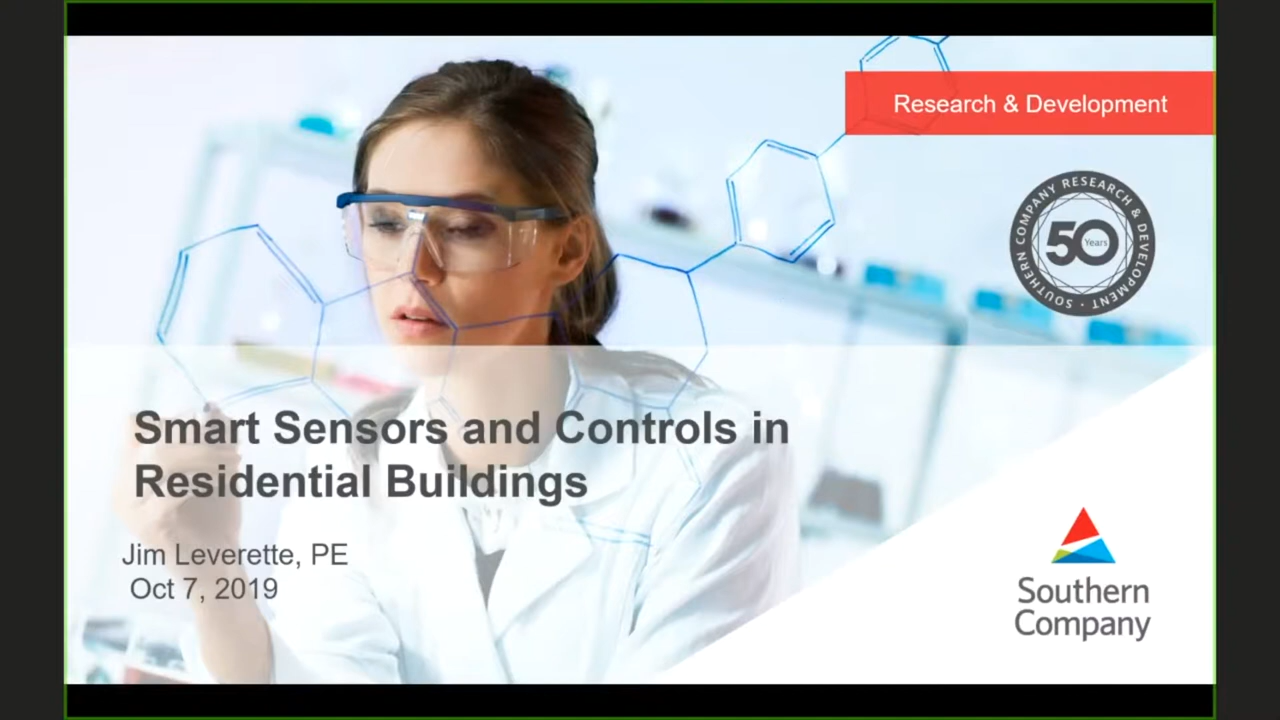 Research & Development
SOUTHERN COMPANY RESEARCH & DEVELOPMENT
50
Years
Smart Sensors and Controls in
Residential Buildings
Jim Leverette, PE
Oct 7, 2019
Southern
Company